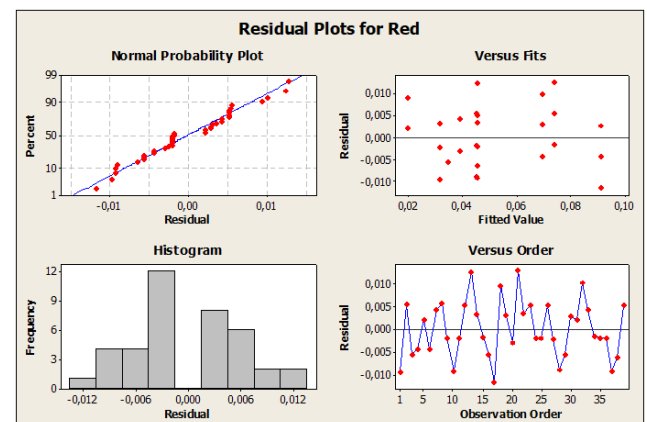 Residual Plots for Red
Normal Probability Plot
99
90
50
10
1
Percent
-0,01 0,00 0,01
Residual
Versus Fits
0,010
0,005
0,000
-0,005
-0,010
Residual
0,02 0,04 0,06 0,08 0,10
Fitted Value
Histogram
12
9
6
3
0
Frequency
-0,012 -0,006 0,000 0,006 0,012
Residual
Versus Order
0,010
0,005
0,000
-0,005
-0,010
Residual
1 5 10 15 20 25 30 35
Observation Order